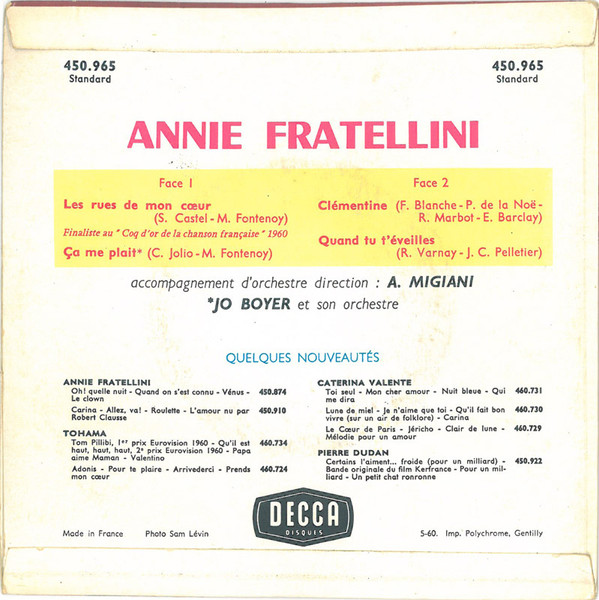 450.965
Standard
450.965
Standard
ANNIE FRATELLINI
Face 1
Les rues de mon cœur
(S. Castel - M. Fontenoy)
Finaliste au " Coq d'or de la chanson française " 1960
Ça me plait* (C. Jolio - M. Fontenoy)
Face 2
Clémentine (F. Blanche - P. de la Noë -
R. Marbot - E. Barclay)
Quand tu t'éveilles
(R. Varnay - J. C. Pelletier)
accompagnement d'orchestre direction : A. MIGIANI
*JO BOYER et son orchestre
QUELQUES NOUVEAUTÉS
ANNIE FRATELLINI
Oh! quelle nuit - Quand on s'est connu - Vénus - 450.874
Le clown
Carina - Allez, va! - Roulette - L'amour nu par 450.910
Robert Clausse
TOHAMA
Tom Pillibi, 1er prix Eurovision 1960 - Qu'il est 460.734
haut, haut, haut, 2e prix Eurovision 1960 - Papa
aime Maman - Valentino
Adonis - Pour te plaire - Arrivederci - Prends 460.724
mon cœur
CATERINA VALENTE
Toi seul - Mon cher amour - Nuit bleue - Qui 460.731
me dira
Lune de miel - Je n'aime que toi - Qu'il fait bon 460.730
vivre (sur un air de folklore) - Carina
Le Cœur de Paris - Jéricho - Clair de lune - 460.729
Mélodie pour un amour
PIERRE DUDAN
Certains l'aiment... froide (pour un milliard) - 450.922
Bande originale du film Kerfrance - Pour un mil-
liard - Un petit chat ronronne
DECCA
DISQUES
Made in France
Photo Sam Lévin
5-60. Imp. Polychrome, Gentilly